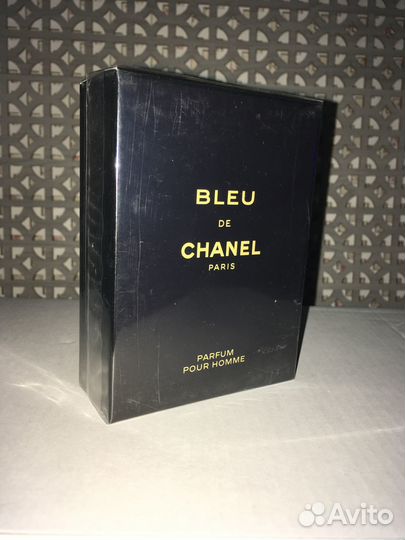 BLEU
DE
CHANEL
PARIS
PARFUM
POUR HOMME
Avito